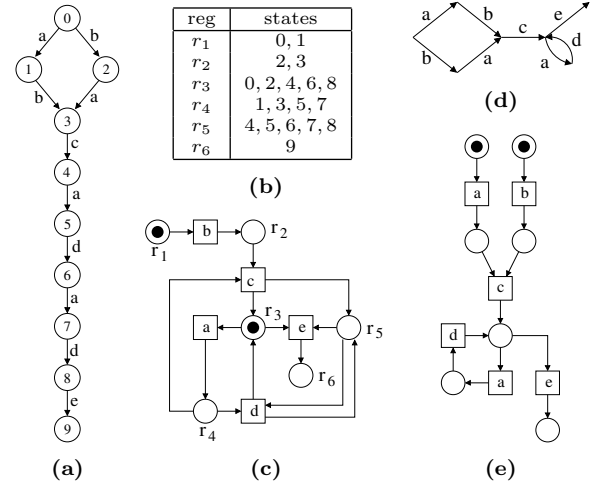 0
a b
1 2
b a
3
c
4
a
5
d
6
a
7
d
8
e
9
(a)
reg states
r1 0, 1
r2 2, 3
r3 0, 2, 4, 6, 8
r4 1, 3, 5, 7
r5 4, 5, 6, 7, 8
r6 9
(b)
b r2
r1
c
r3
a e r5
r6
d
r4
(c)
a b c e
b a a d
(d)
a b
c
d
a e
(e)